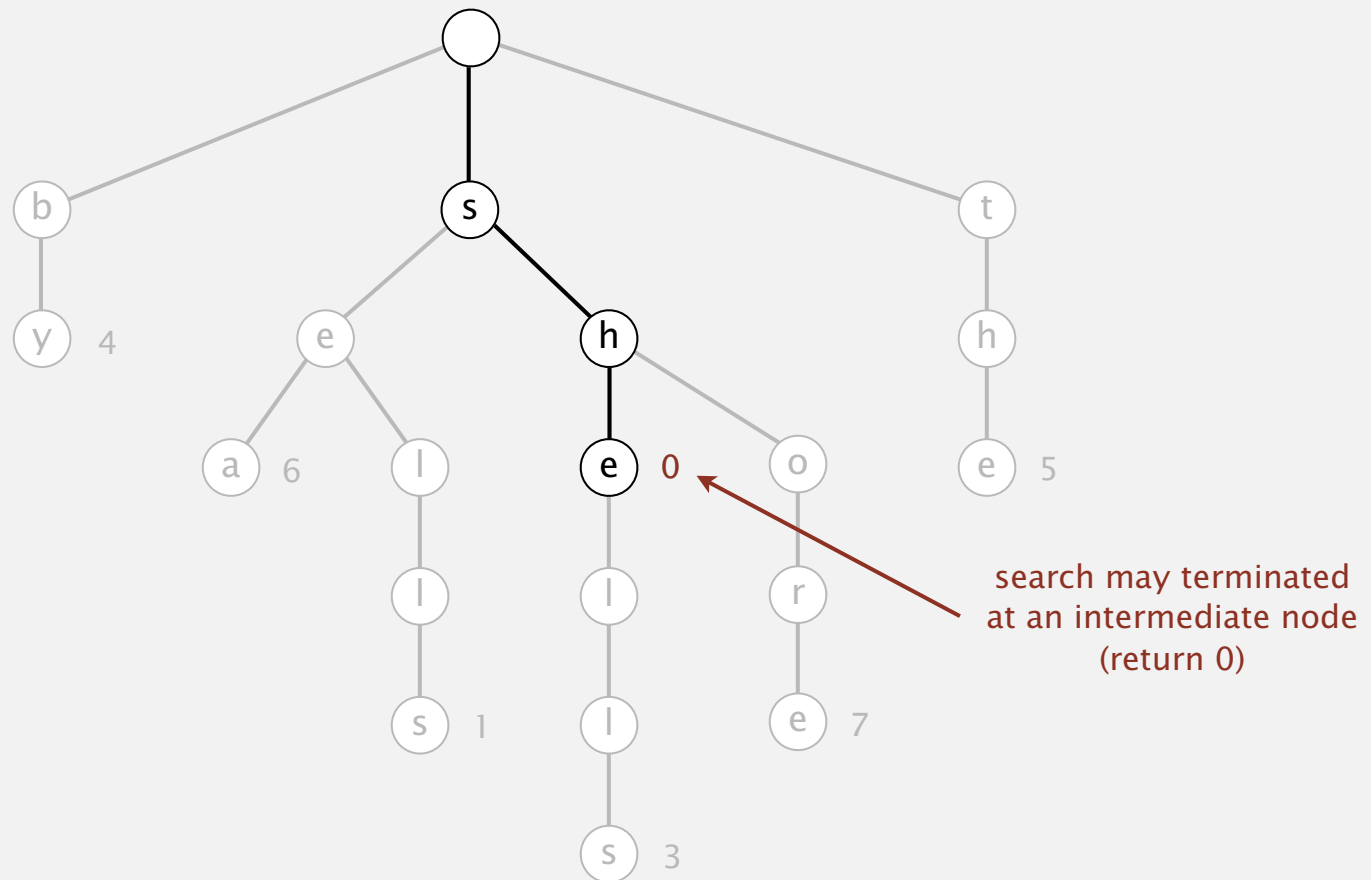 b s t
y 4 e h h
a 6 l e 0 o e 5
l l r
s 1 l e 7
s 3
search may terminated
at an intermediate node
(return 0)